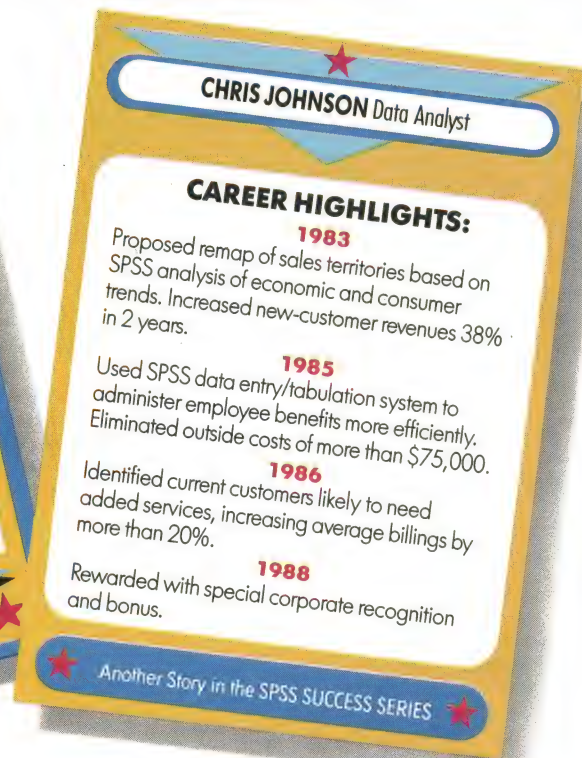 CHRIS JOHNSON Data Analyst
CAREER HIGHLIGHTS:
1983
Proposed remap of sales territories based on
SPSS analysis of economic and consumer
trends. Increased new-customer revenues 38%
in 2 years.
1985
Used SPSS data entry/tabulation system to
administer employee benefits more efficiently.
Eliminated outside costs of more than $75,000.
1986
Identified current customers likely to need
added services, increasing average billings by
more than 20%.
1988
Rewarded with special corporate recognition
and bonus.
Another Story in the SPSS SUCCESS SERIES